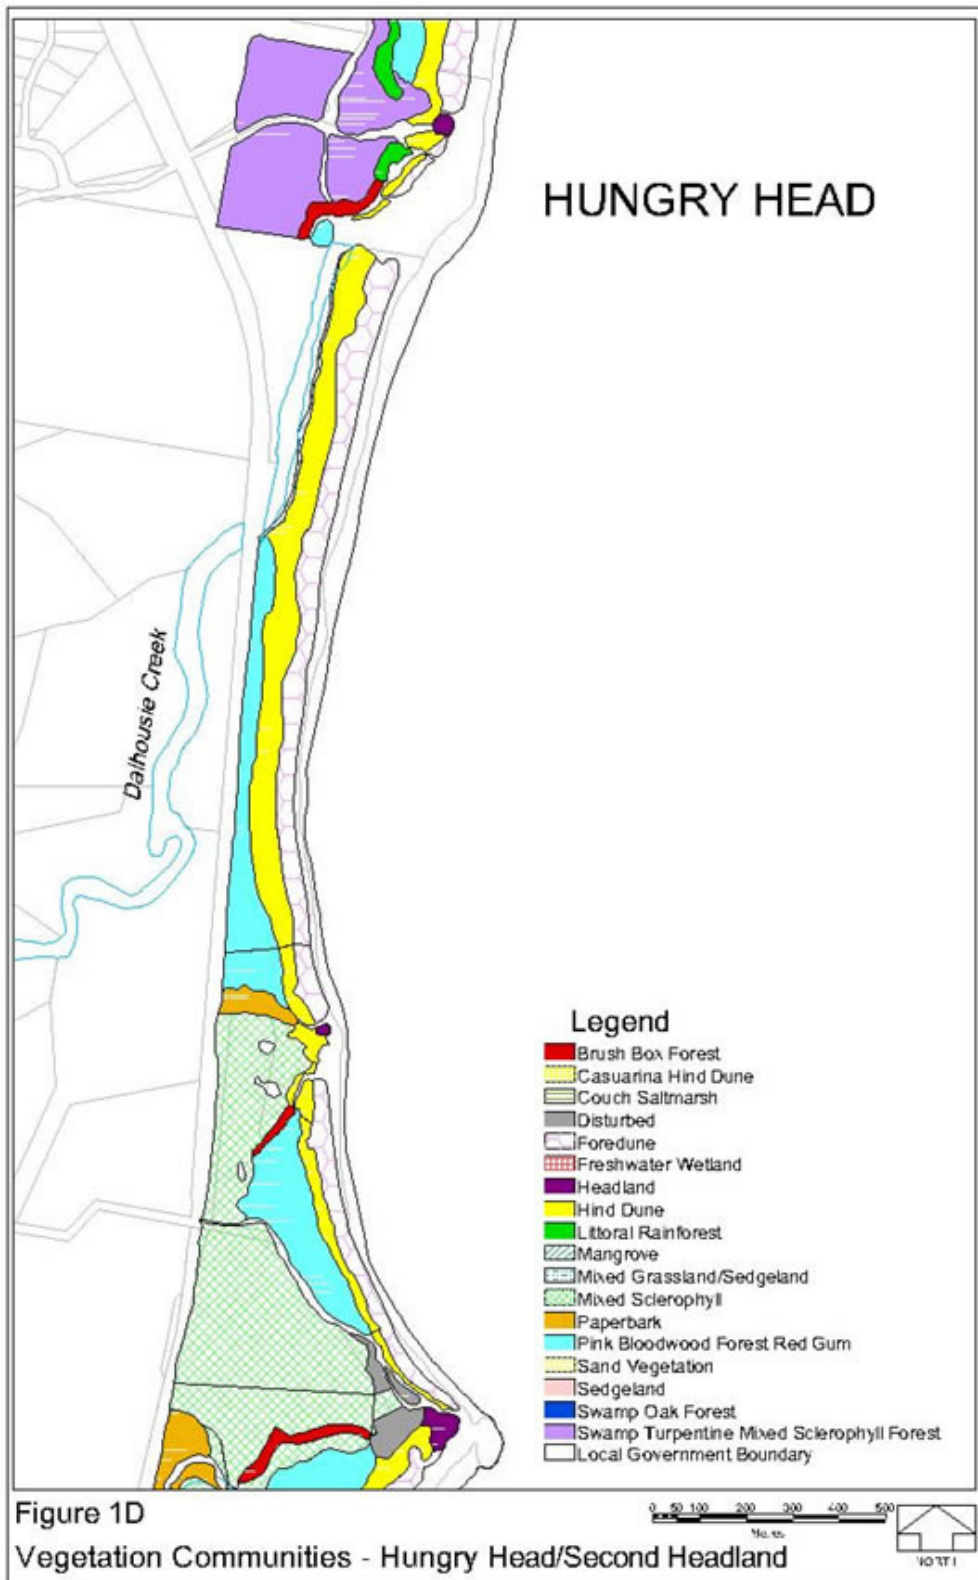 HUNGRY HEAD
Dalhousie Creek
Legend
Brush Box Forest
Casuarina Hind Dune
Couch Saltmarsh
Disturbed
Foredune
Freshwater Wetland
Headland
Hind Dune
Littoral Rainforest
Mangrove
Mixed Grassland/Sedgeland
Mixed Sclerophyll
Paperbark
Pink Bloodwood Forest Red Gum
Sand Vegetation
Sedgeland
Swamp Oak Forest
Swamp Turpentine Mixed Sclerophyll Forest
Local Government Boundary
Figure 1D
0 50 100 200 300 400 500
NORTH
Vegetation Communities - Hungry Head/Second Headland